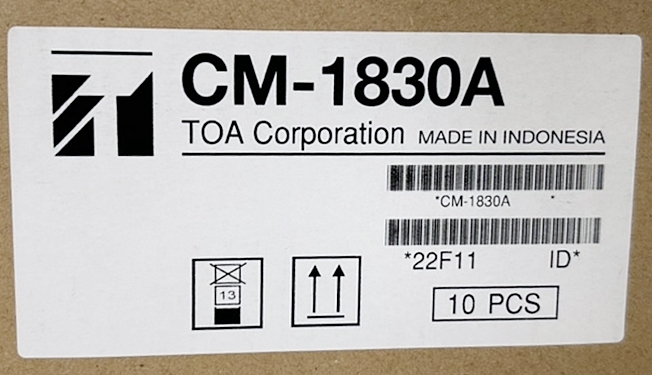 CM-1830A
TOA Corporation MADE IN INDONESIA
*CM-1830A *
*22F11 ID*
13
10 PCS